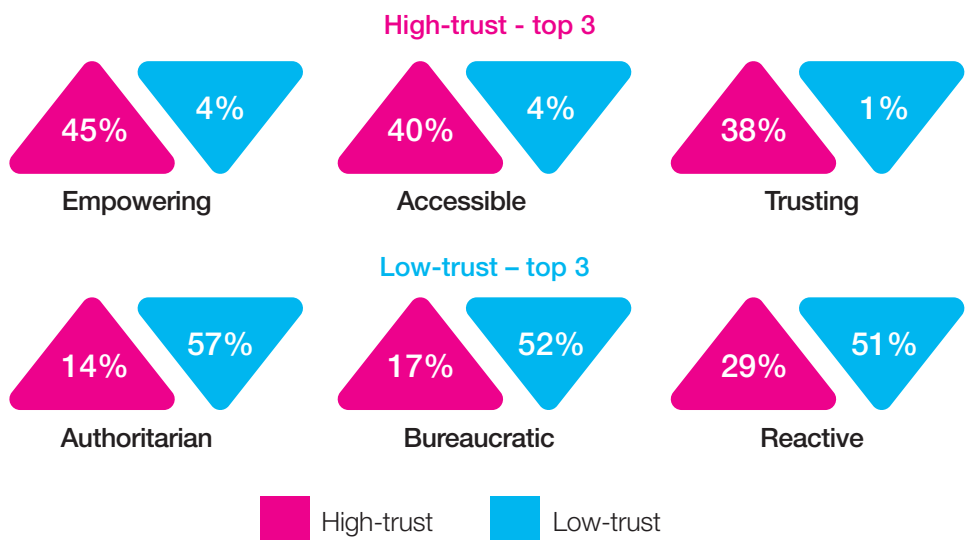 High-trust - top 3
45% 4% 40% 4% 38% 1%
Empowering Accessible Trusting
Low-trust – top 3
14% 57% 17% 52% 29% 51%
Authoritarian Bureaucratic Reactive
High-trust Low-trust